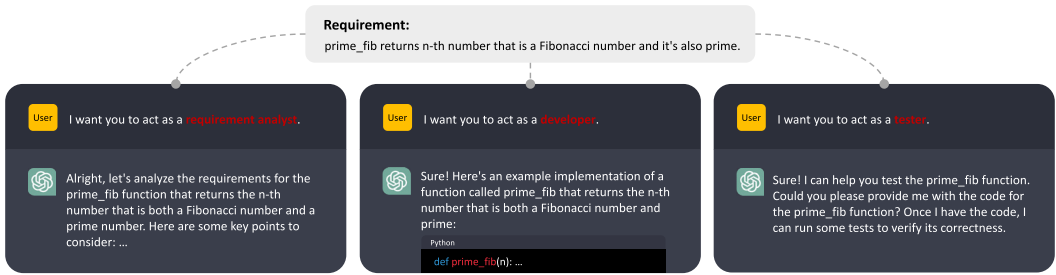 Requirement:
prime_fib returns n-th number that is a Fibonacci number and it's also prime.
User
I want you to act as a requirement analyst.
Alright, let's analyze the requirements for the
prime_fib function that returns the n-th
number that is both a Fibonacci number and a
prime number. Here are some key points to
consider: ...
User
I want you to act as a developer.
Sure! Here's an example implementation of a
function called prime_fib that returns the n-th
number that is both a Fibonacci number and
prime:
Python
def prime_fib(n): ...
User
I want you to act as a tester.
Sure! I can help you test the prime_fib function.
Could you please provide me with the code for
the prime_fib function? Once I have the code, I
can run some tests to verify its correctness.